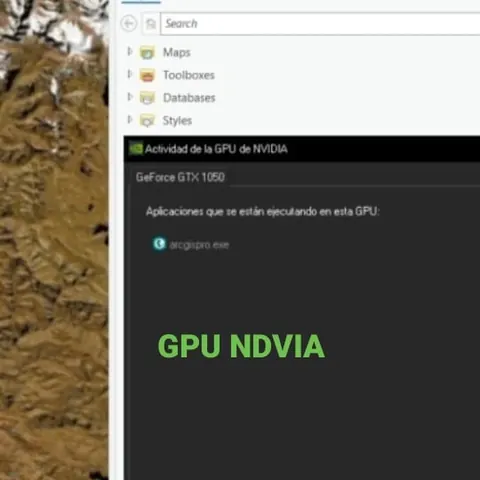 Search
Maps
Toolboxes
Databases
Styles
Actividad de la GPU de NVIDIA
GeForce GTX 1050
Aplicaciones que se están ejecutando en esta GPU:
arcgispro.exe
GPU NDVIA